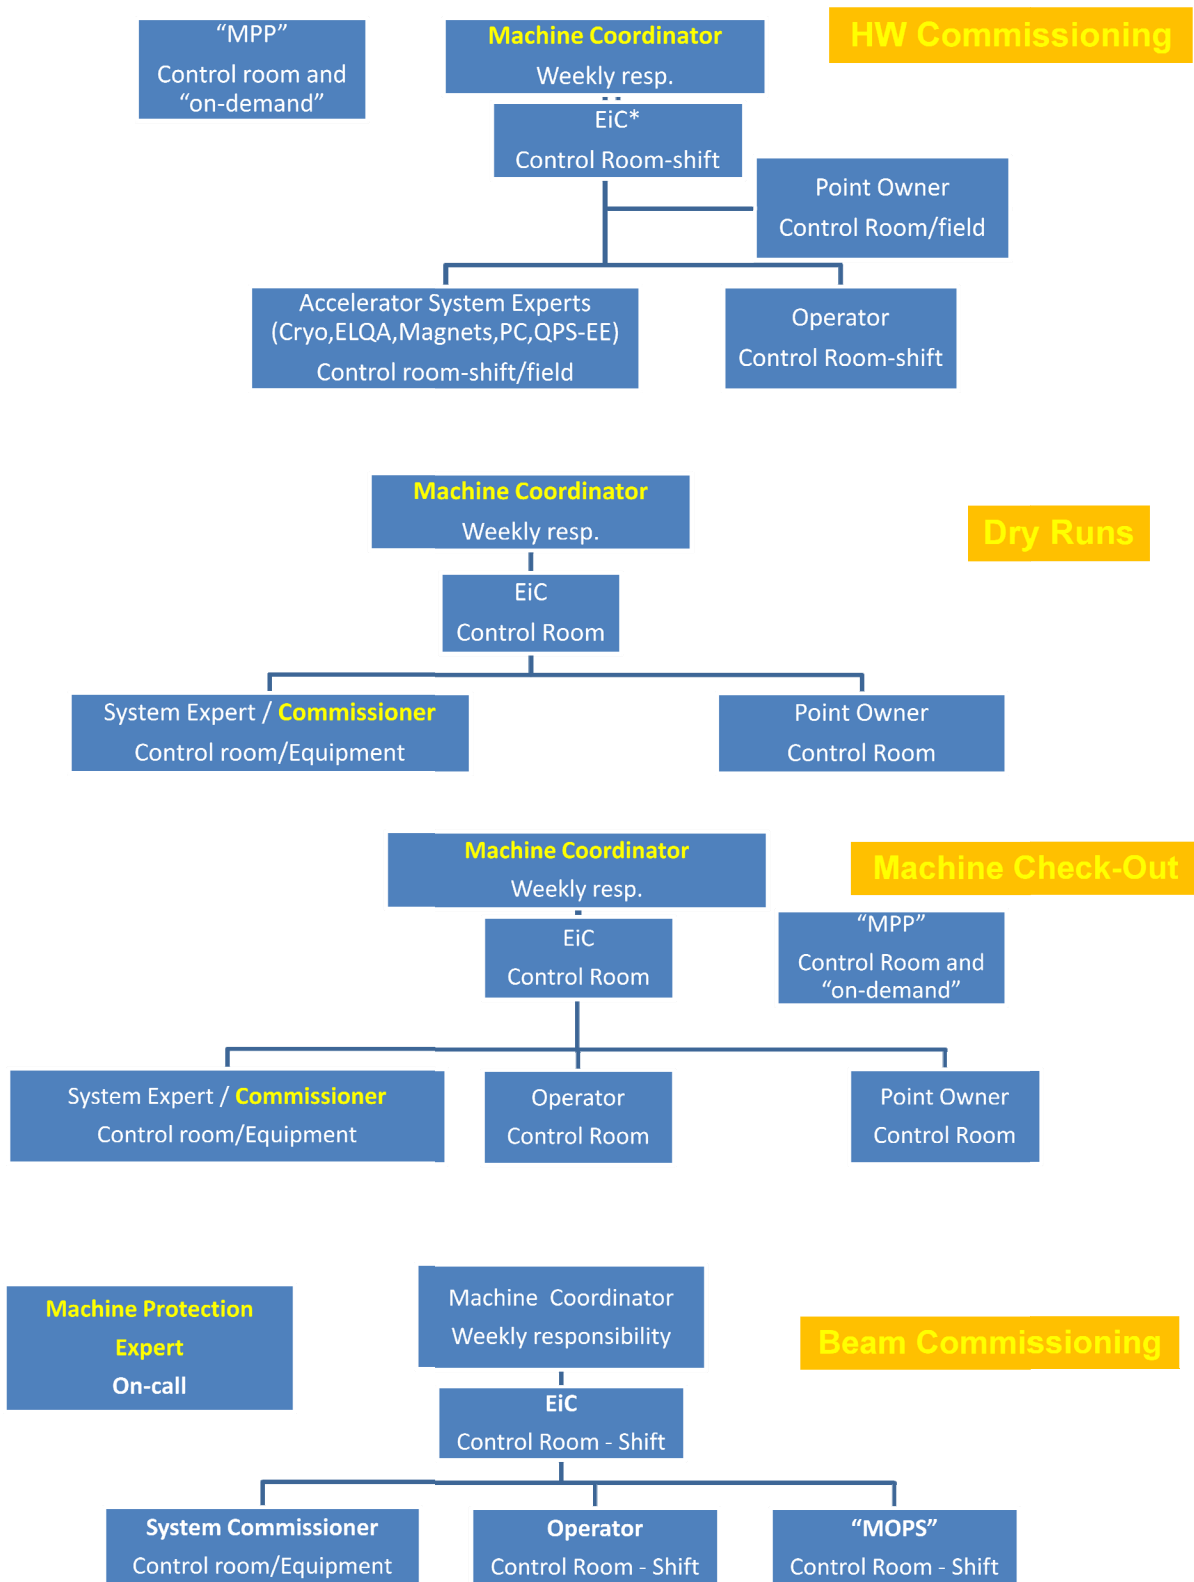 “MPP”
Control room and
“on-demand”
Machine Coordinator
Weekly resp.
HW Commissioning
EiC*
Control Room-shift
Point Owner
Control Room/field
Accelerator System Experts
(Cryo,ELQA,Magnets,PC,QPS-EE)
Control room-shift/field
Operator
Control Room-shift
Machine Coordinator
Weekly resp.
Dry Runs
EiC
Control Room
System Expert / Commissioner
Control room/Equipment
Point Owner
Control Room
Machine Coordinator
Weekly resp.
Machine Check-Out
EiC
Control Room
“MPP”
Control Room and
“on-demand”
System Expert / Commissioner
Control room/Equipment
Operator
Control Room
Point Owner
Control Room
Machine Protection
Expert
On-call
Machine Coordinator
Weekly responsibility
Beam Commissioning
EiC
Control Room - Shift
System Commissioner
Control room/Equipment
Operator
Control Room - Shift
“MOPS”
Control Room - Shift